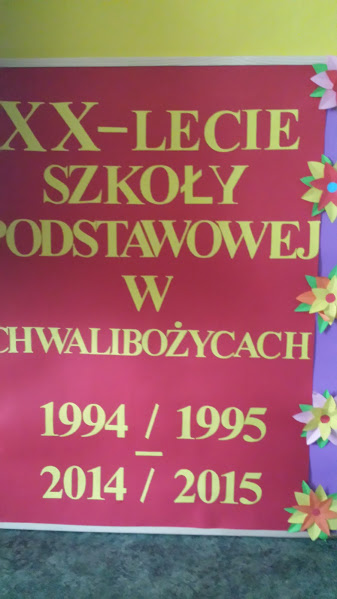 XX-LECIE
SZKOŁY
PODSTAWOWEJ
W
CHWALIBOŻYCACH
1994 / 1995
–
2014 / 2015